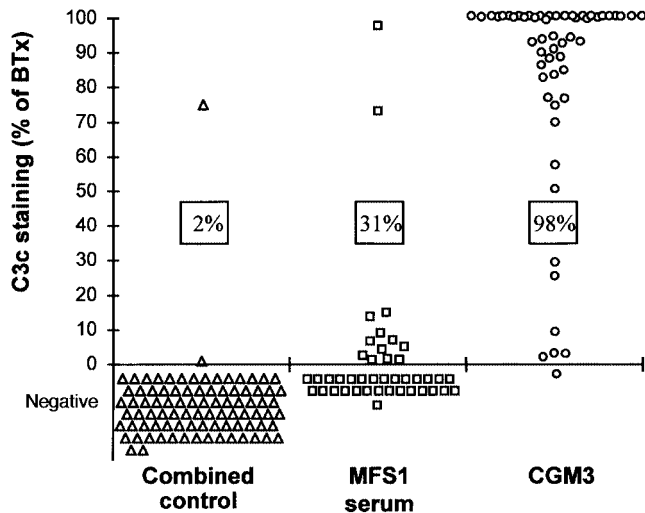 C3c staining (% of BTx)
100
90
80
70
60
50
40
30
20
10
0
Negative
2%
31%
98%
Combined control
MFS1 serum
CGM3